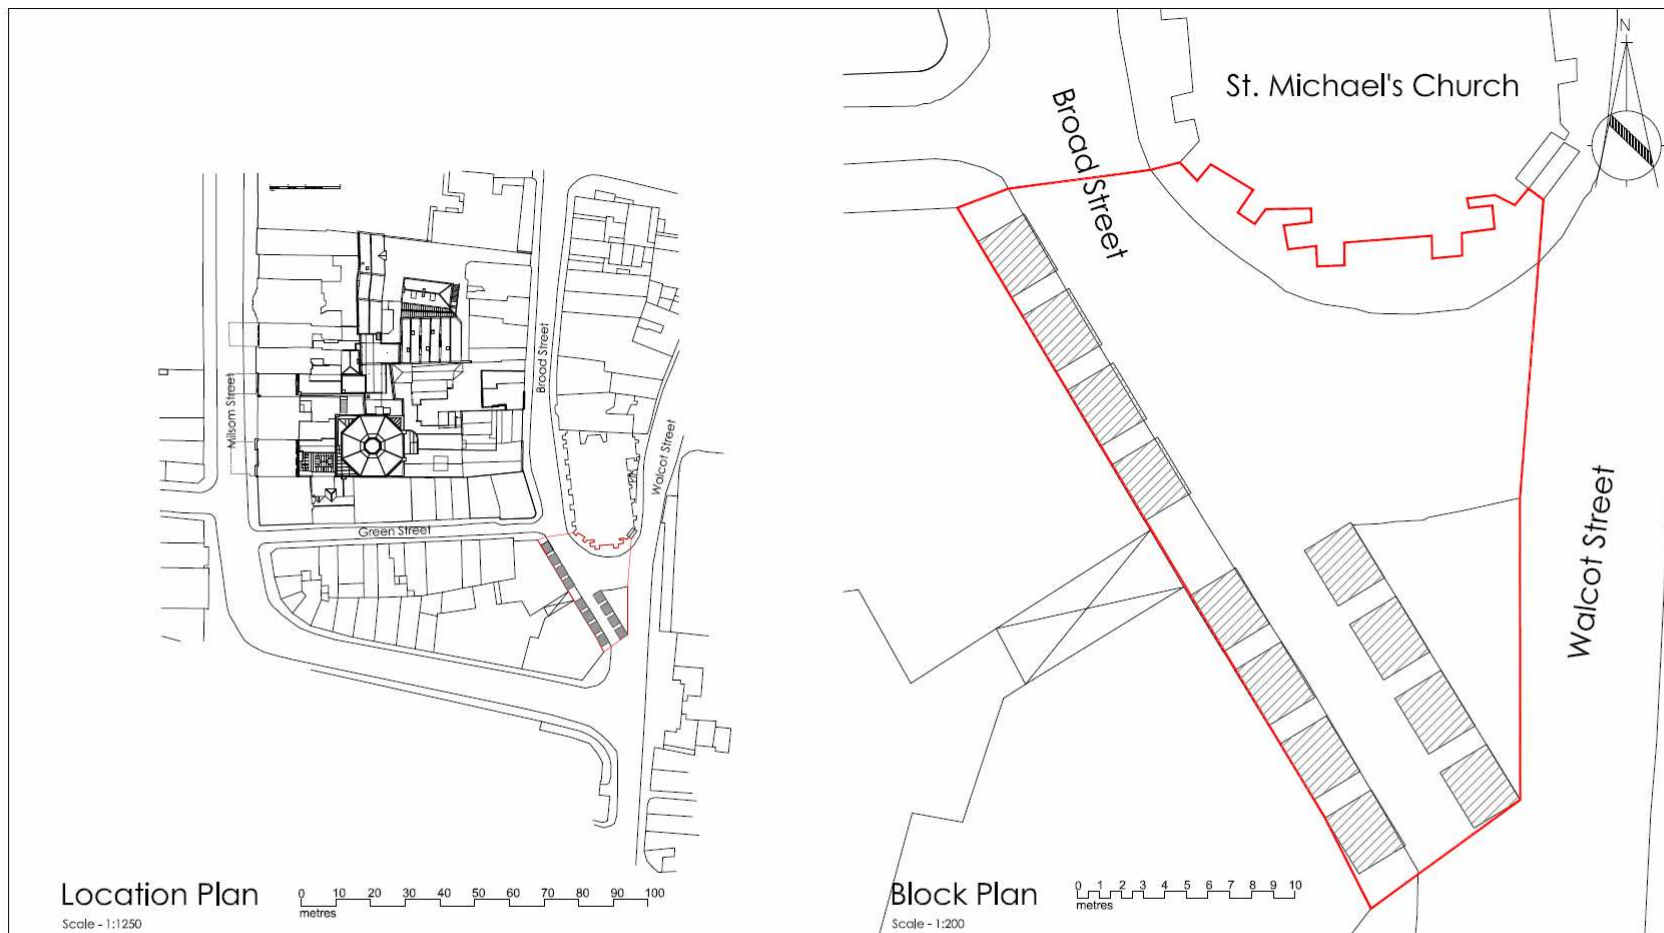 Milsom Street
Broad Street
Walcot Street
Green Street
Location Plan
Scale - 1:1250
0 10 20 30 40 50 60 70 80 90 100
metres
N
St. Michael's Church
Broad Street
Walcot Street
Block Plan
Scale - 1:200
0 1 2 3 4 5 6 7 8 9 10
metres